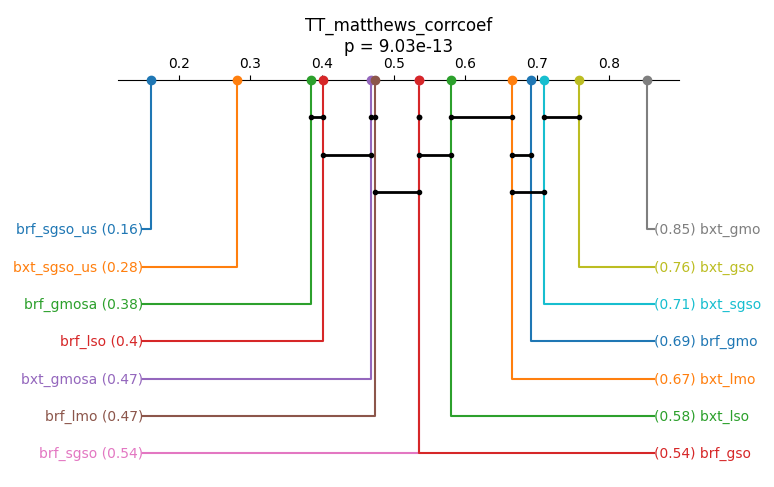 TT_matthews_corrcoef
p = 9.03e-13
0.2 0.3 0.4 0.5 0.6 0.7 0.8
brf_sgso_us (0.16) (0.85) bxt_gmo
bxt_sgso_us (0.28) (0.76) bxt_gso
brf_gmosa (0.38) (0.71) bxt_sgso
brf_lso (0.4) (0.69) brf_gmo
bxt_gmosa (0.47) (0.67) bxt_lmo
brf_lmo (0.47) (0.58) bxt_lso
brf_sgso (0.54) (0.54) brf_gso